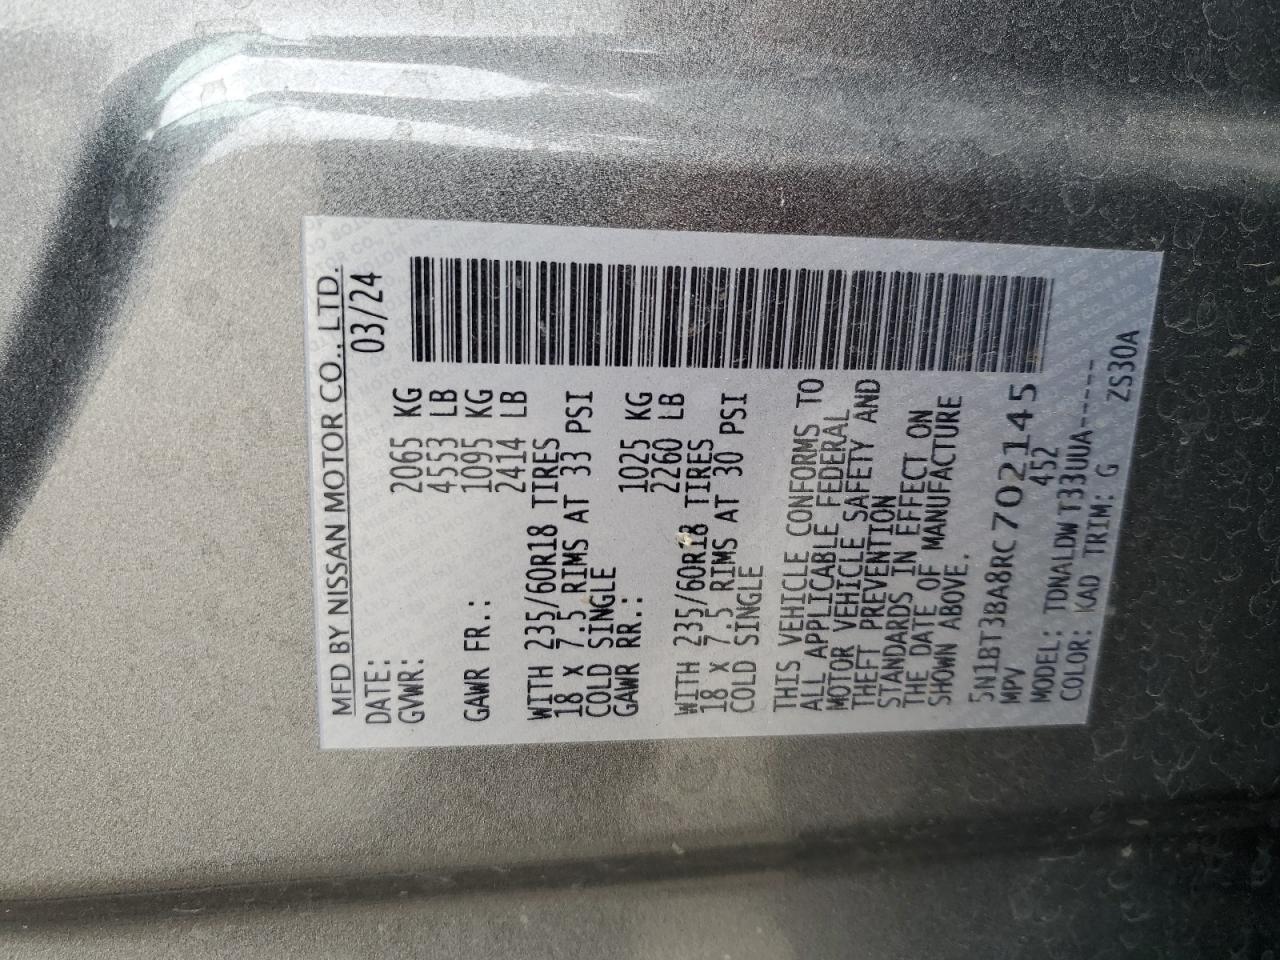 MFD BY NISSAN MOTOR CO., LTD.
DATE: 03/24
GVWR: 2065 KG
4553 LB
GAWR FR.: 1095 KG
2414 LB
WITH 235/60R18 TIRES
18 X 7.5 RIMS AT 33 PSI
COLD SINGLE
GAWR RR.: 1025 KG
2260 LB
WITH 235/60R18 TIRES
18 X 7.5 RIMS AT 30 PSI
COLD SINGLE
THIS VEHICLE CONFORMS TO
ALL APPLICABLE FEDERAL
MOTOR VEHICLE SAFETY AND
THEFT PREVENTION
STANDARDS IN EFFECT ON
THE DATE OF MANUFACTURE
SHOWN ABOVE.
5N1BT3BA8RC702145
MPV 452
MODEL: TDNALDWT33UUA-----
COLOR: KAD TRIM: G ZS30A